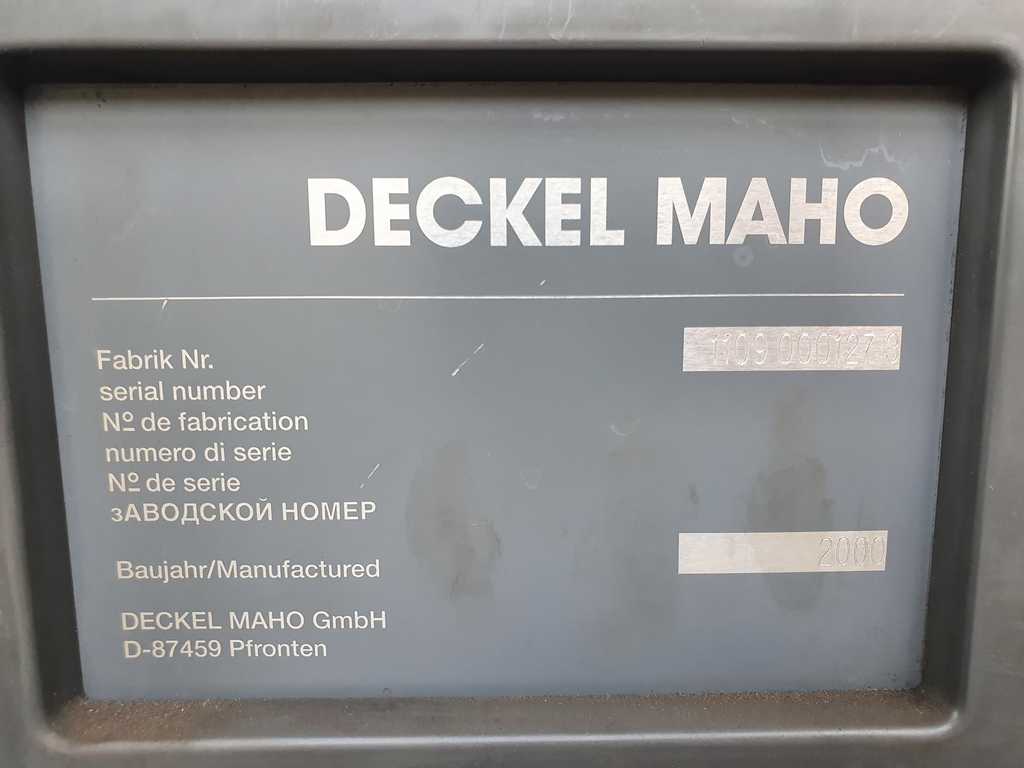 DECKEL MAHO
Fabrik Nr. 1109 000127 3
serial number
Nº de fabrication
numero di serie
Nº de serie
зАВОДСКОЙ НОМЕР
Baujahr/Manufactured 2000
DECKEL MAHO GmbH
D-87459 Pfronten